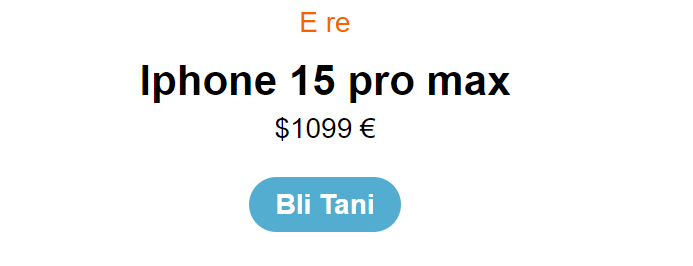 E re
Iphone 15 pro max
$1099 €
Bli Tani